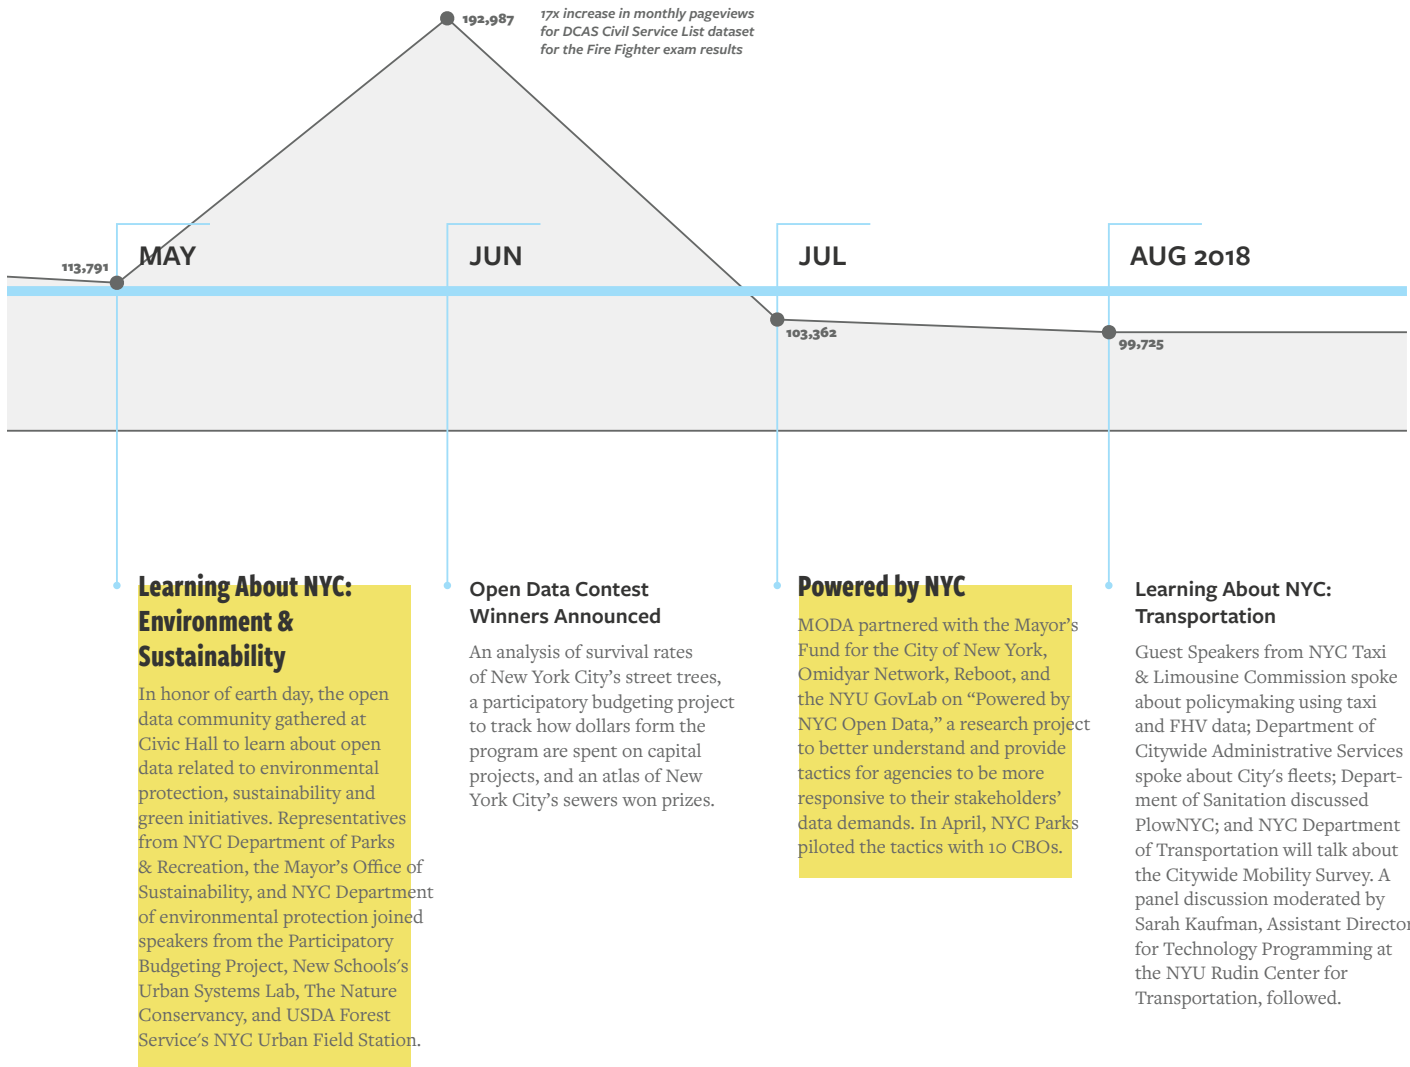 192,987
17x increase in monthly pageviews
for DCAS Civil Service List dataset
for the Fire Fighter exam results
MAY
JUN
JUL
AUG 2018
113,791
103,362
99,725
Learning About NYC:
Environment &
Sustainability
In honor of earth day, the open
data community gathered at
Civic Hall to learn about open
data related to environmental
protection, sustainability and
green initiatives. Representatives
from NYC Department of Parks
& Recreation, the Mayor’s Office of
Sustainability, and NYC Department
of environmental protection joined
speakers from the Participatory
Budgeting Project, New Schools's
Urban Systems Lab, The Nature
Conservancy, and USDA Forest
Service's NYC Urban Field Station.
Open Data Contest
Winners Announced
An analysis of survival rates
of New York City’s street trees,
a participatory budgeting project
to track how dollars form the
program are spent on capital
projects, and an atlas of New
York City’s sewers won prizes.
Powered by NYC
MODA partnered with the Mayor’s
Fund for the City of New York,
Omidyar Network, Reboot, and
the NYU GovLab on “Powered by
NYC Open Data,” a research project
to better understand and provide
tactics for agencies to be more
responsive to their stakeholders’
data demands. In April, NYC Parks
piloted the tactics with 10 CBOs.
Learning About NYC:
Transportation
Guest Speakers from NYC Taxi
& Limousine Commission spoke
about policymaking using taxi
and FHV data; Department of
Citywide Administrative Services
spoke about City's fleets; Depart-
ment of Sanitation discussed
PlowNYC; and NYC Department
of Transportation will talk about
the Citywide Mobility Survey. A
panel discussion moderated by
Sarah Kaufman, Assistant Director
for Technology Programming at
the NYU Rudin Center for
Transportation, followed.